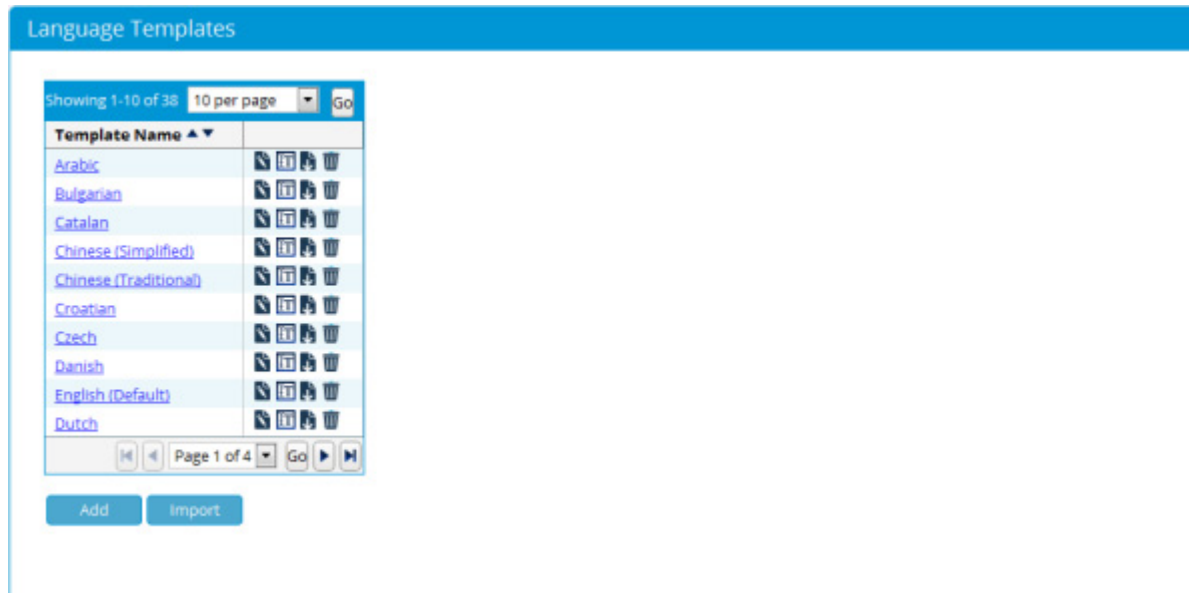 Language Templates
Showing 1-10 of 38 10 per page Go
Template Name
Arabic
Bulgarian
Catalan
Chinese (Simplified)
Chinese (Traditional)
Croatian
Czech
Danish
English (Default)
Dutch
Page 1 of 4 Go
Add Import